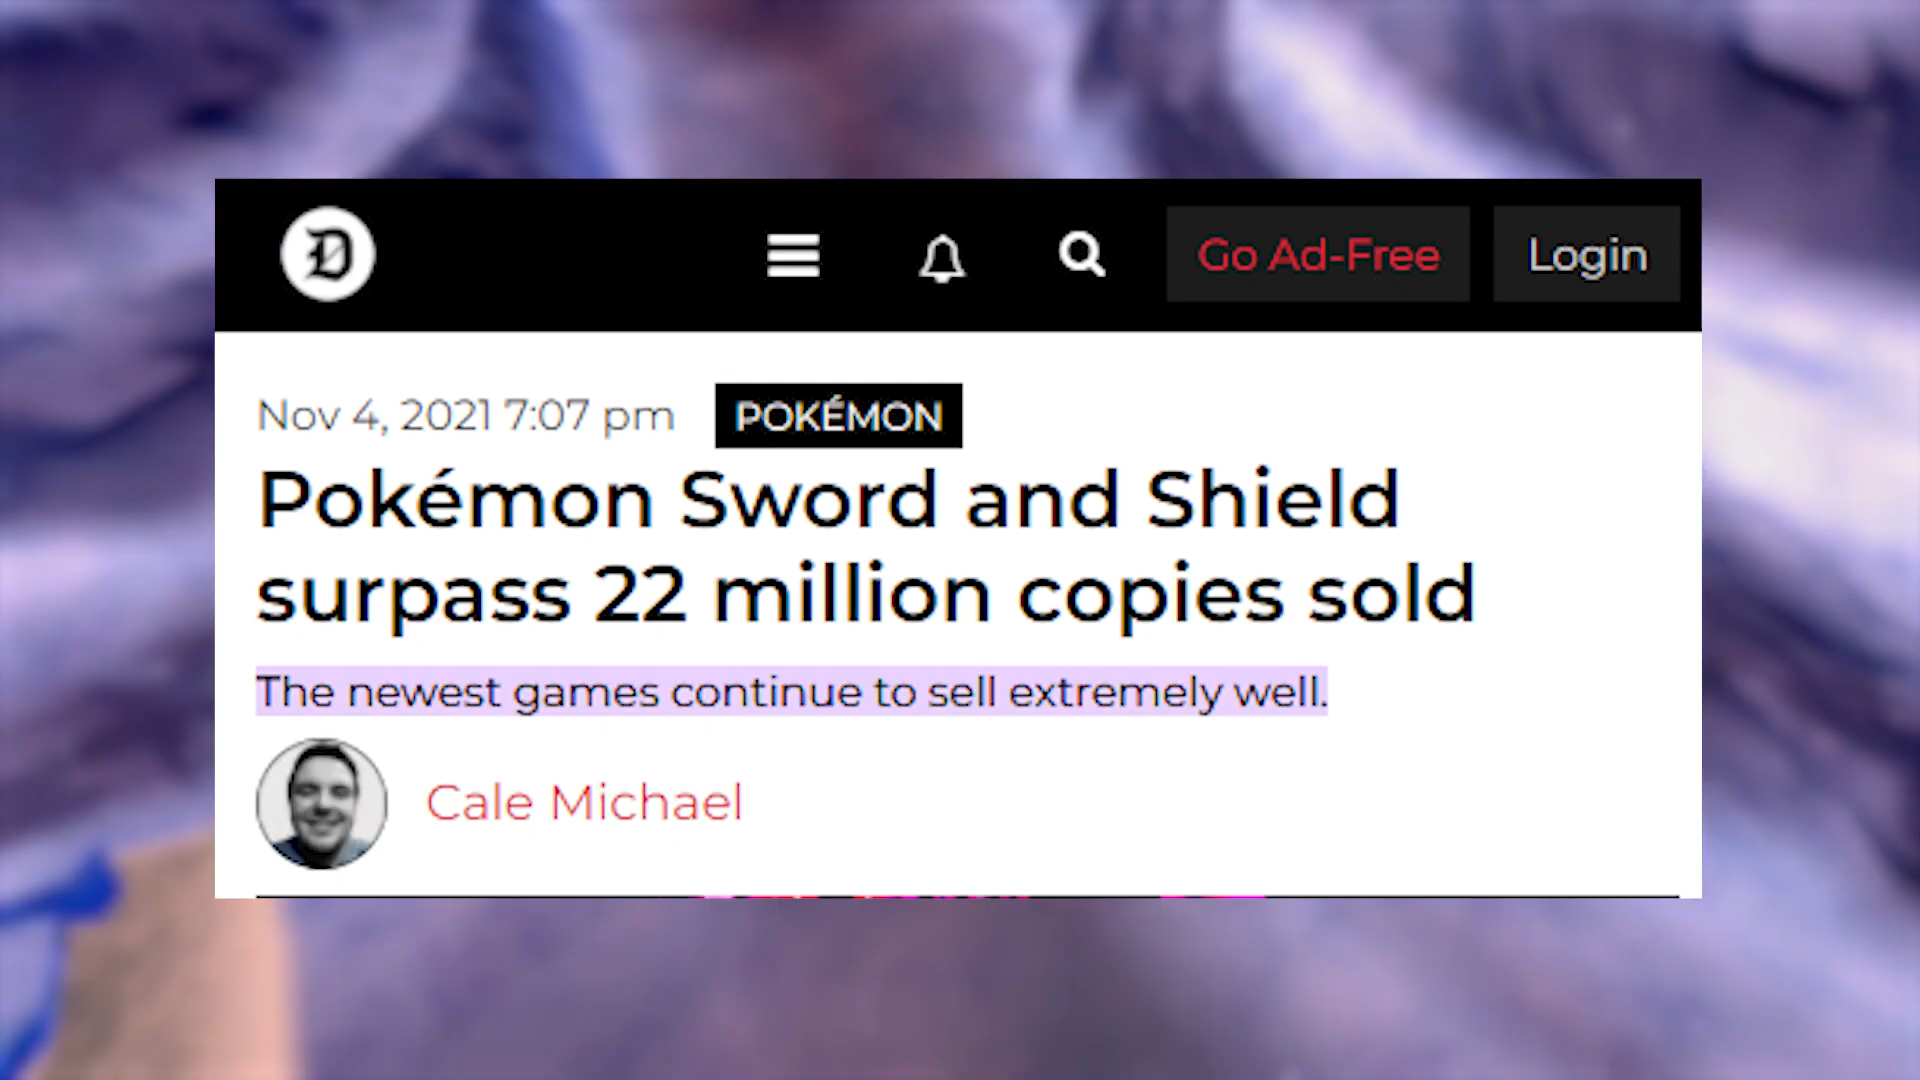 D
Go Ad-Free
Login
Nov 4, 2021 7:07 pm
POKÉMON
Pokémon Sword and Shield
surpass 22 million copies sold
The newest games continue to sell extremely well.
Cale Michael